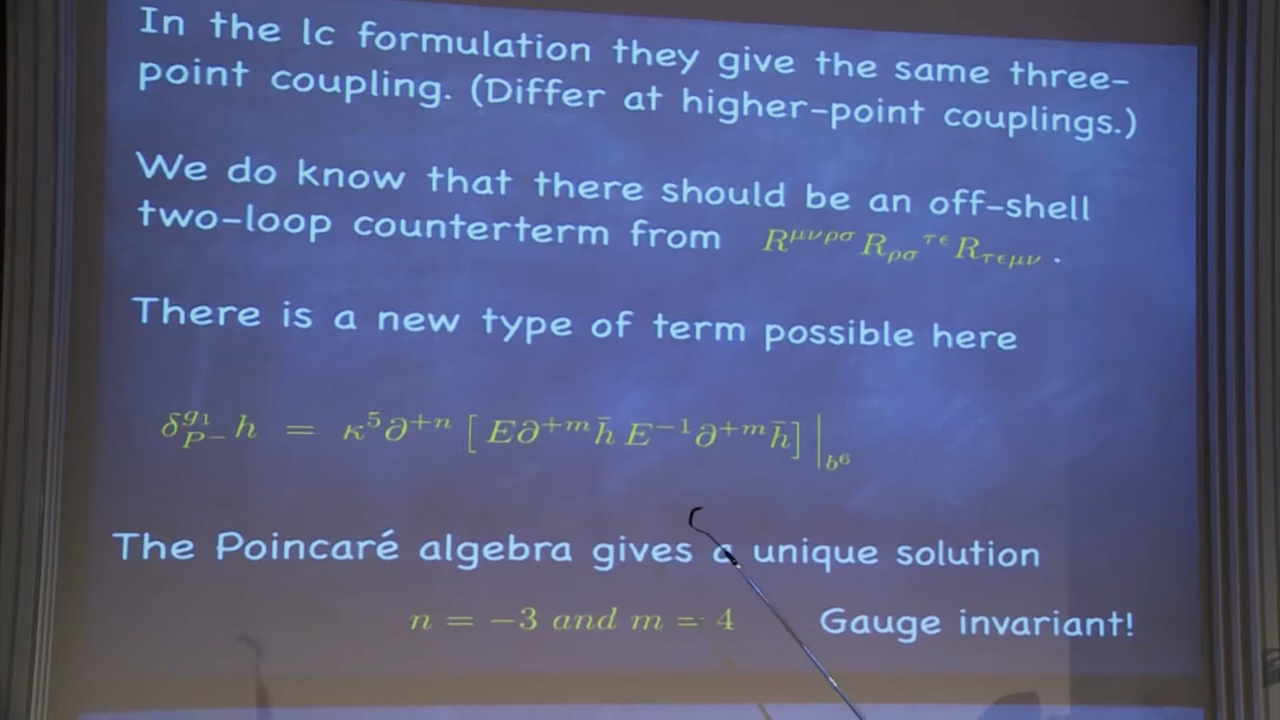 In the lc formulation they give the same three-
point coupling. (Differ at higher-point couplings.)
We do know that there should be an off-shell
two-loop counterterm from R^{μνρσ} R_{ρσ}^{τϵ} R_{τϵμν} .
There is a new type of term possible here
δ^{g_1}_{P^-} h = κ^5 ∂^{+n} [ E∂^{+m} h̄ E^{-1} ∂^{+m} h̄ ] |_{b^6}
The Poincaré algebra gives a unique solution
n = −3 and m = 4 Gauge invariant!